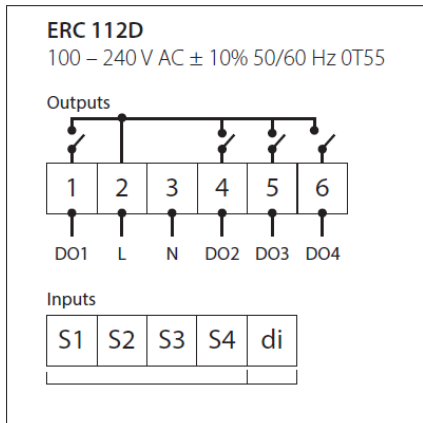 ERC 112D
100 – 240 V AC ± 10% 50/60 Hz 0T55
Outputs
1 2 3 4 5 6
DO1 L N DO2 DO3 DO4
Inputs
S1 S2 S3 S4 di